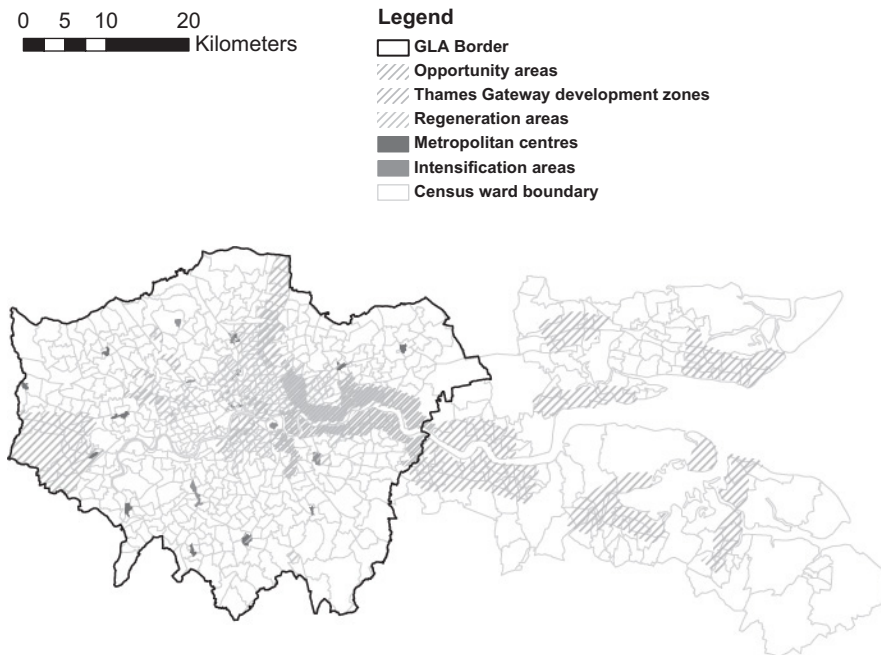 0 5 10 20
Kilometers
Legend
GLA Border
Opportunity areas
Thames Gateway development zones
Regeneration areas
Metropolitan centres
Intensification areas
Census ward boundary